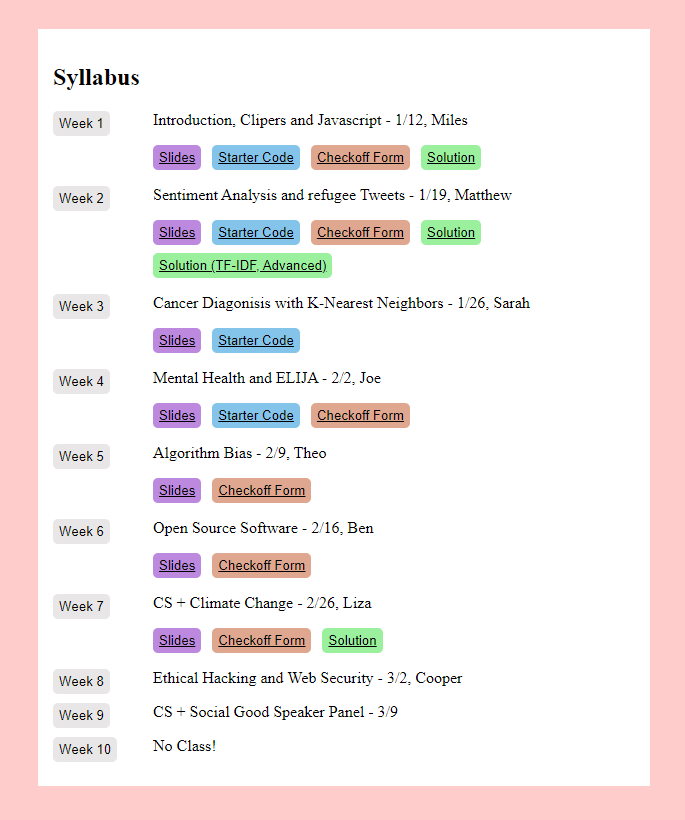 Syllabus
Week 1 Introduction, Clipers and Javascript - 1/12, Miles
Slides Starter Code Checkoff Form Solution
Week 2 Sentiment Analysis and refugee Tweets - 1/19, Matthew
Slides Starter Code Checkoff Form Solution
Solution (TF-IDF, Advanced)
Week 3 Cancer Diagonisis with K-Nearest Neighbors - 1/26, Sarah
Slides Starter Code
Week 4 Mental Health and ELIJA - 2/2, Joe
Slides Starter Code Checkoff Form
Week 5 Algorithm Bias - 2/9, Theo
Slides Checkoff Form
Week 6 Open Source Software - 2/16, Ben
Slides Checkoff Form
Week 7 CS + Climate Change - 2/26, Liza
Slides Checkoff Form Solution
Week 8 Ethical Hacking and Web Security - 3/2, Cooper
Week 9 CS + Social Good Speaker Panel - 3/9
Week 10 No Class!